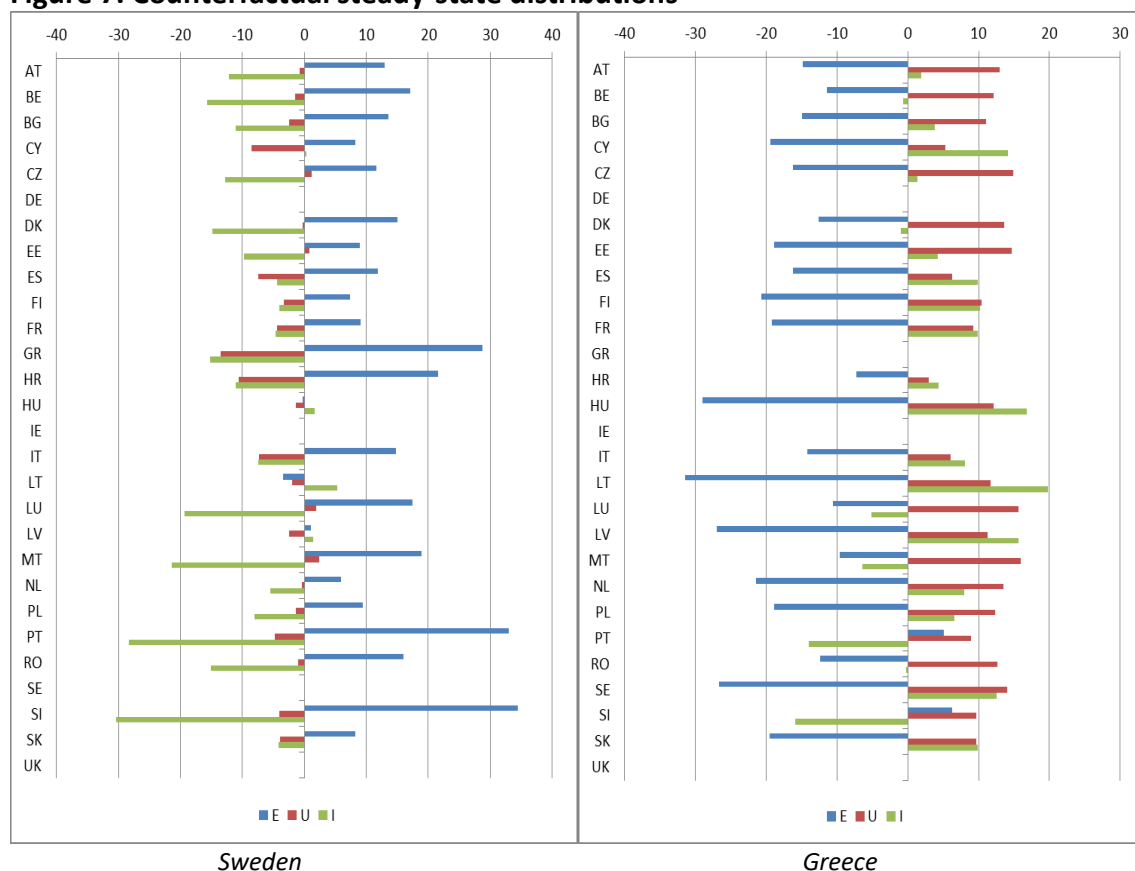 Figure 7: Counterfactual steady-state distributions
-40 -30 -20 -10 0 10 20 30 40
AT
BE
BG
CY
CZ
DE
DK
EE
ES
FI
FR
GR
HR
HU
IE
IT
LT
LU
LV
MT
NL
PL
PT
RO
SE
SI
SK
UK
E U I
-40 -30 -20 -10 0 10 20 30
AT
BE
BG
CY
CZ
DE
DK
EE
ES
FI
FR
GR
HR
HU
IE
IT
LT
LU
LV
MT
NL
PL
PT
RO
SE
SI
SK
UK
E U I
Sweden Greece